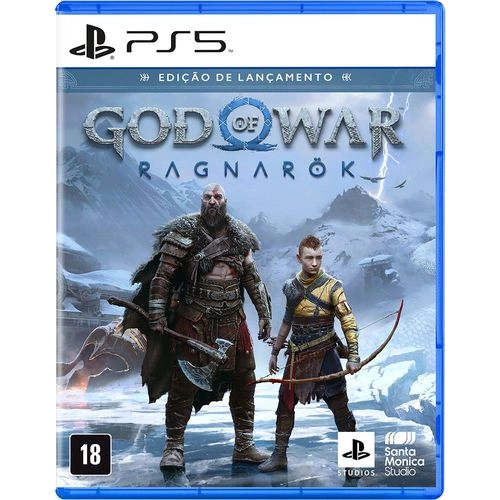 PS5
EDIÇÃO DE LANÇAMENTO
GOD OF WAR
RAGNARÖK
18
STUDIOS
Santa
Monica
Studio